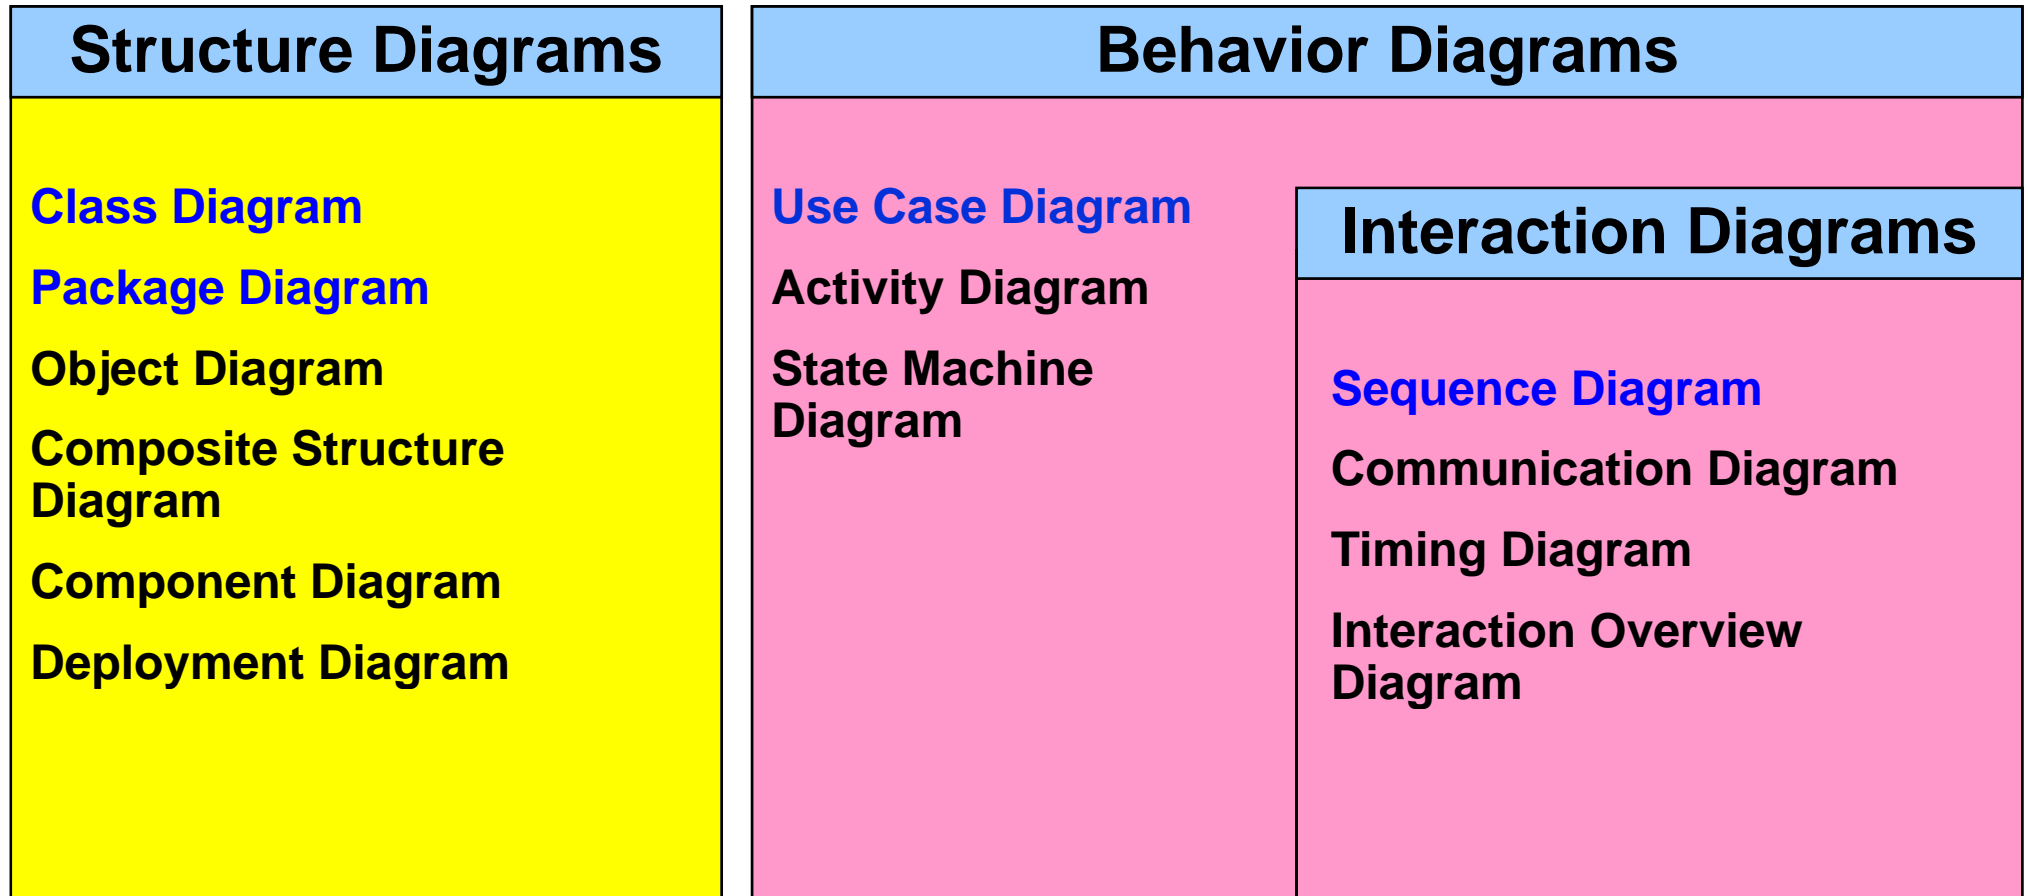 Structure Diagrams
Class Diagram
Package Diagram
Object Diagram
Composite Structure
Diagram
Component Diagram
Deployment Diagram
Behavior Diagrams
Use Case Diagram
Activity Diagram
State Machine
Diagram
Interaction Diagrams
Sequence Diagram
Communication Diagram
Timing Diagram
Interaction Overview
Diagram